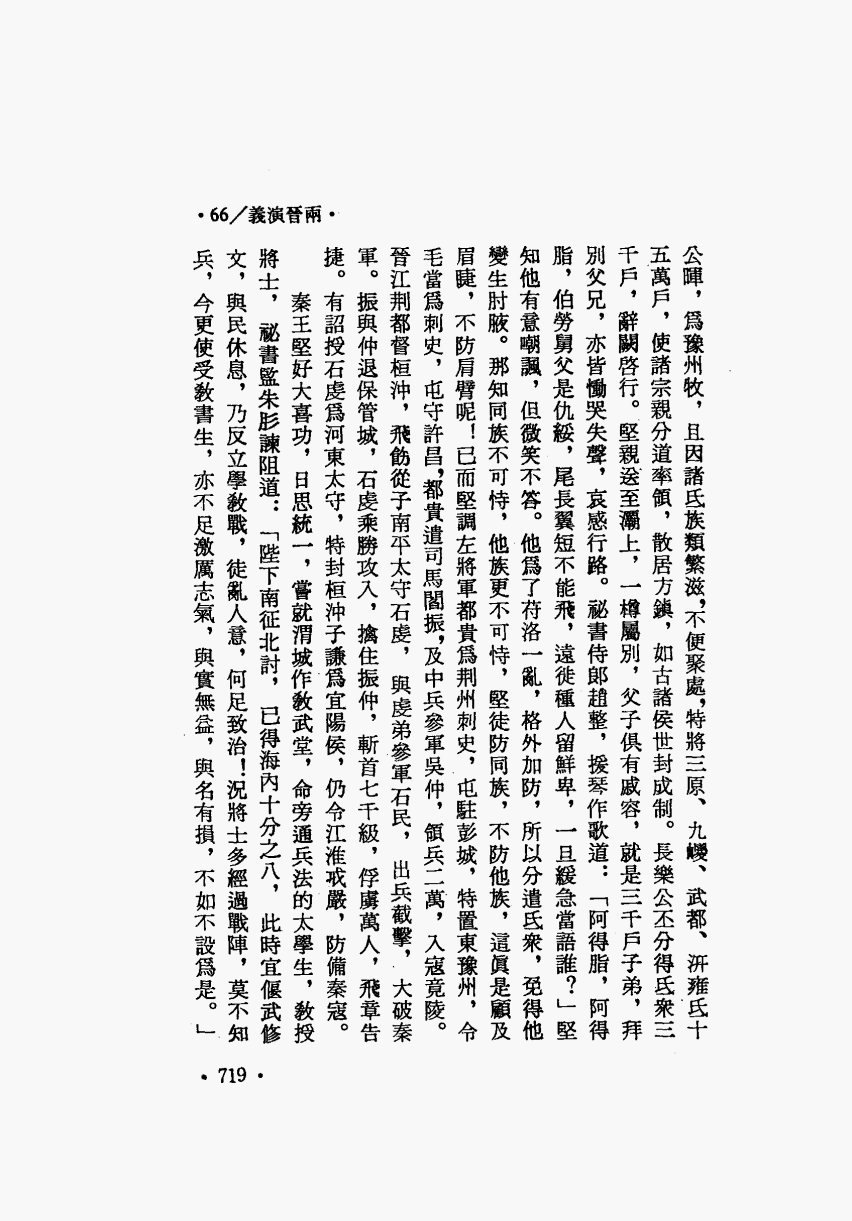 ·66/義演晉兩·
公暉，爲豫州牧，且因諸氐族類繁滋，不便聚處，特將三原、九嵕、武都、汧雍氐十
五萬戶，使諸宗親分道率領，散居方鎮，如古諸侯世封成制。長樂公丕分得氐衆三
千戶，辭闕啓行。堅親送至灞上，一樽屬別，父子俱有戚容，就是三千戶子弟，拜
別父兄，亦皆慟哭失聲，哀感行路。祕書侍郎趙整，援琴作歌道：「阿得脂，阿得
脂，伯勞舅父是仇綏，尾長翼短不能飛，遠徙種人留鮮卑，一旦緩急當語誰？」堅
知他有意嘲諷，但微笑不答。他爲了苻洛一亂，格外加防，所以分遣氐衆，免得他
變生肘腋。那知同族不可恃，他族更不可恃，堅徒防同族，不防他族，這眞是顧及
眉睫，不防肩臂呢！已而堅調左將軍都貴爲荆州刺史，屯駐彭城，特置東豫州，令
毛當爲刺史，屯守許昌，都貴遣司馬閻振，及中兵參軍吳仲，領兵二萬，入寇竟陵。
晉江荆都督桓沖，飛飭從子南平太守石虔，與虔弟參軍石民，出兵截擊，大破秦
軍。振與仲退保管城，石虔乘勝攻入，擒住振仲，斬首七千級，俘虜萬人，飛章告
捷。有詔授石虔爲河東太守，特封桓沖子謙爲宜陽侯，仍令江淮戒嚴，防備秦寇。
秦王堅好大喜功，日思統一，嘗就渭城作敎武堂，命旁通兵法的太學生，敎授
將士，祕書監朱肜諫阻道：「陛下南征北討，已得海內十分之八，此時宜偃武修
文，與民休息，乃反立學敎戰，徒亂人意，何足致治！況將士多經過戰陣，莫不知
兵，今更使受敎書生，亦不足激厲志氣，與實無益，與名有損，不如不設爲是。」
·719·